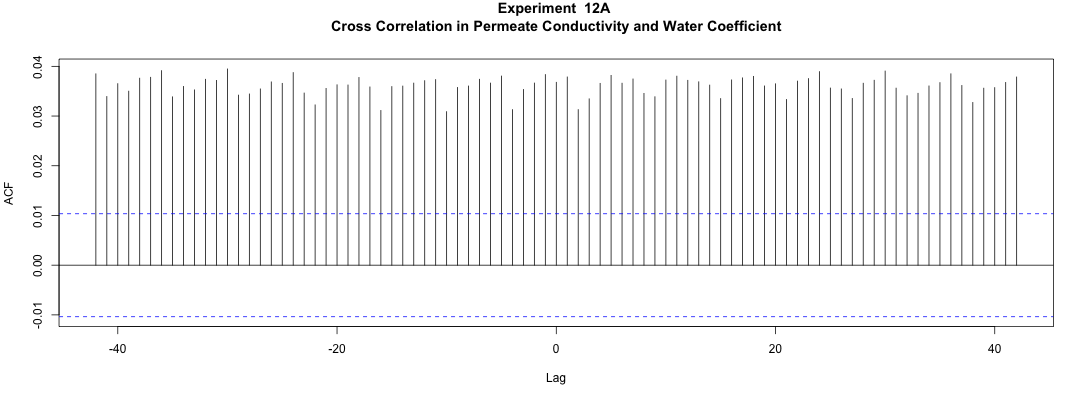 Experiment 12A
Cross Correlation in Permeate Conductivity and Water Coefficient
ACF
0.04
0.03
0.02
0.01
0.00
-0.01
-40 -20 0 20 40
Lag